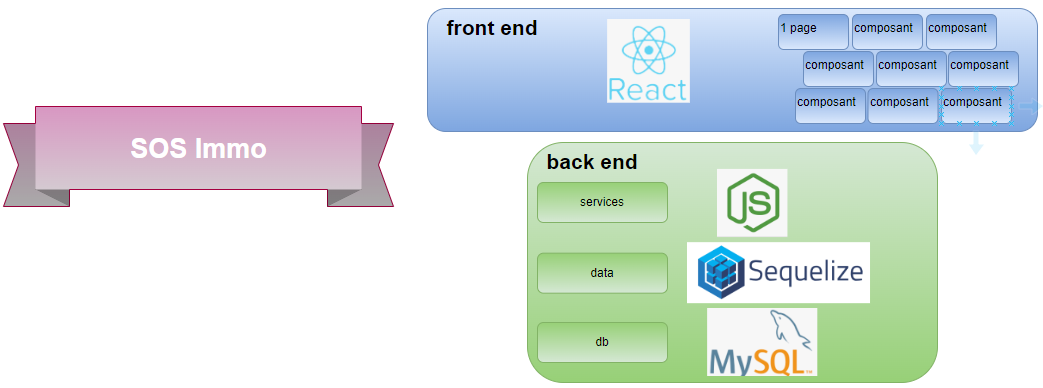 SOS Immo
front end
React
1 page
composant
composant
composant
composant
composant
composant
composant
composant
back end
services
JS
data
Sequelize
db
MySQL